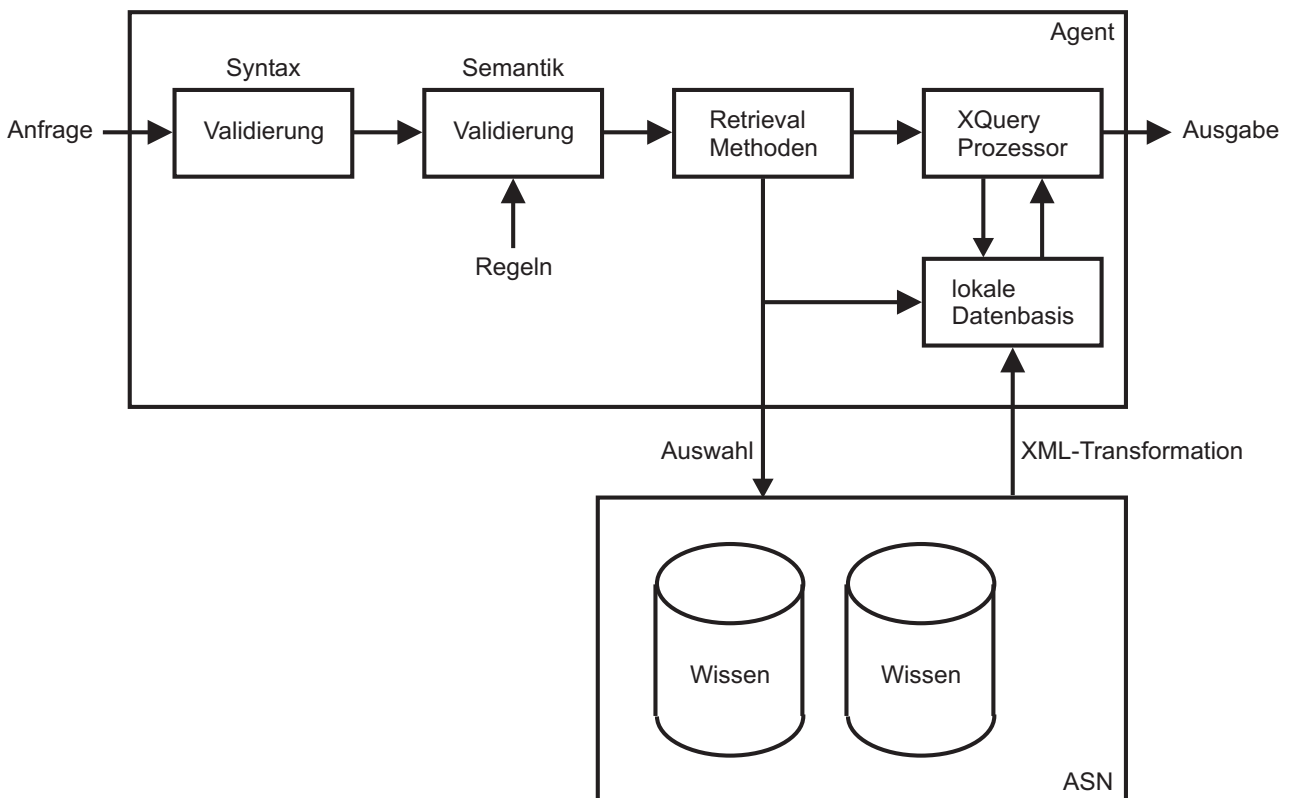 Agent
Syntax
Semantik
Anfrage
Validierung
Validierung
Retrieval
Methoden
XQuery
Prozessor
Ausgabe
Regeln
lokale
Datenbasis
Auswahl
XML-Transformation
Wissen
Wissen
ASN